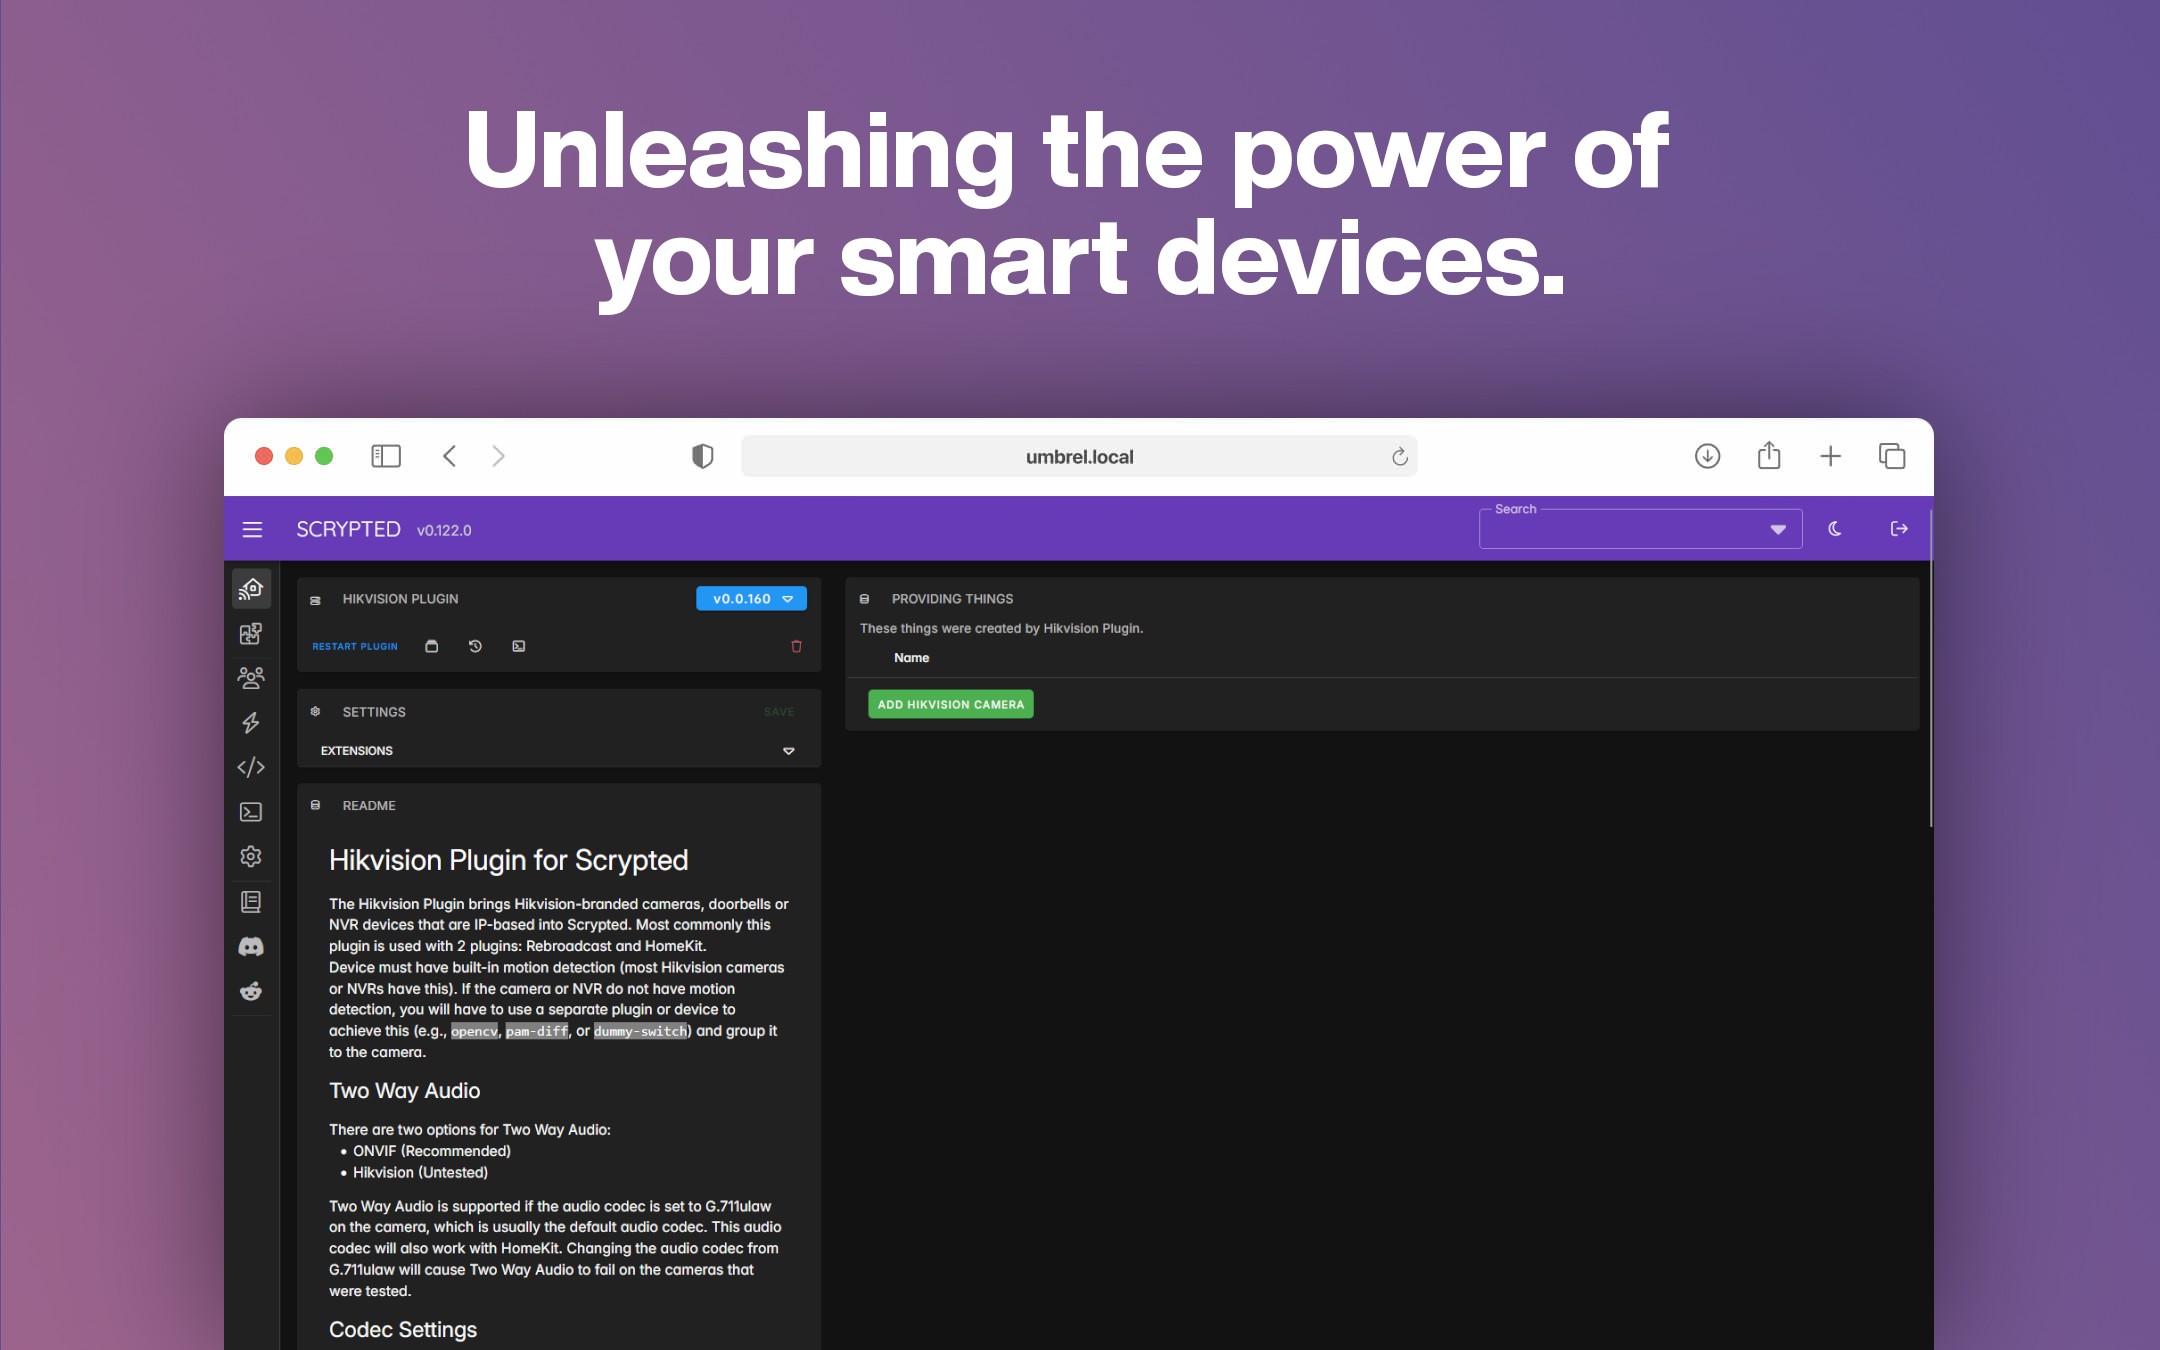 Unleashing the power of
your smart devices.
umbrel.local
SCRYPTED v0.122.0
Search
HIKVISION PLUGIN
v0.0.160
RESTART PLUGIN
SETTINGS
SAVE
EXTENSIONS
README
Hikvision Plugin for Scrypted
The Hikvision Plugin brings Hikvision-branded cameras, doorbells or
NVR devices that are IP-based into Scrypted. Most commonly this
plugin is used with 2 plugins: Rebroadcast and HomeKit.
Device must have built-in motion detection (most Hikvision cameras
or NVRs have this). If the camera or NVR do not have motion
detection, you will have to use a separate plugin or device to
achieve this (e.g., opencv, pam-diff, or dummy-switch) and group it
to the camera.
Two Way Audio
There are two options for Two Way Audio:
• ONVIF (Recommended)
• Hikvision (Untested)
Two Way Audio is supported if the audio codec is set to G.711ulaw
on the camera, which is usually the default audio codec. This audio
codec will also work with HomeKit. Changing the audio codec from
G.711ulaw will cause Two Way Audio to fail on the cameras that
were tested.
Codec Settings
PROVIDING THINGS
These things were created by Hikvision Plugin.
Name
ADD HIKVISION CAMERA